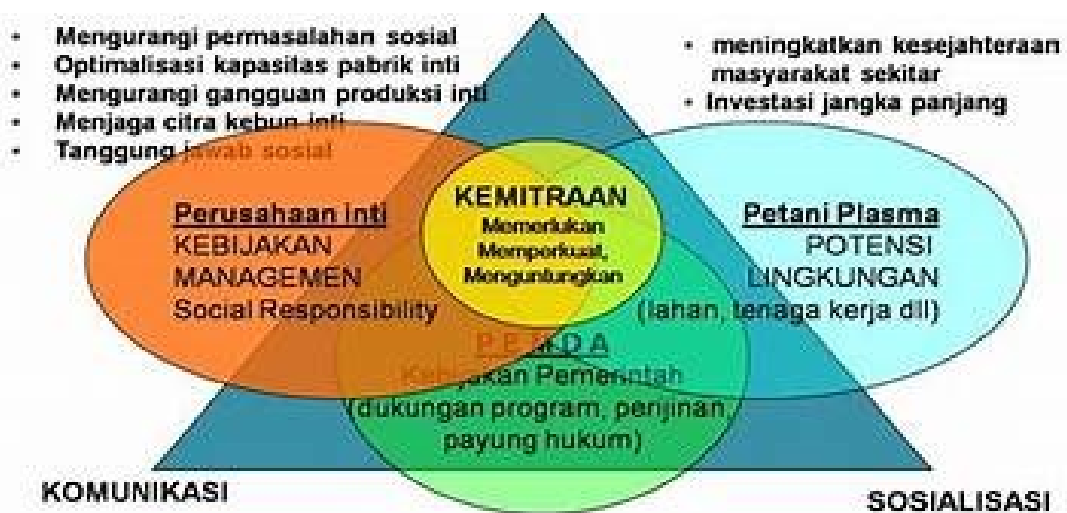 • Mengurangi permasalahan sosial
• Optimalisasi kapasitas pabrik inti
• Mengurangi gangguan produksi inti
• Menjaga citra kebun inti
• Tanggung jawab sosial
• meningkatkan kesejahteraan
masyarakat sekitar
• Investasi jangka panjang
Perusahaan Inti
KEBIJAKAN
MANAGEMEN
Social Responsibility
KEMITRAAN
Memerlukan
Memperkuat,
Menguntungkan
Petani Plasma
POTENSI
LINGKUNGAN
(lahan, tenaga kerja dll)
P E M D A
Kebijakan Pemerintah
(dukungan program, perijinan,
payung hukum)
KOMUNIKASI
SOSIALISASI